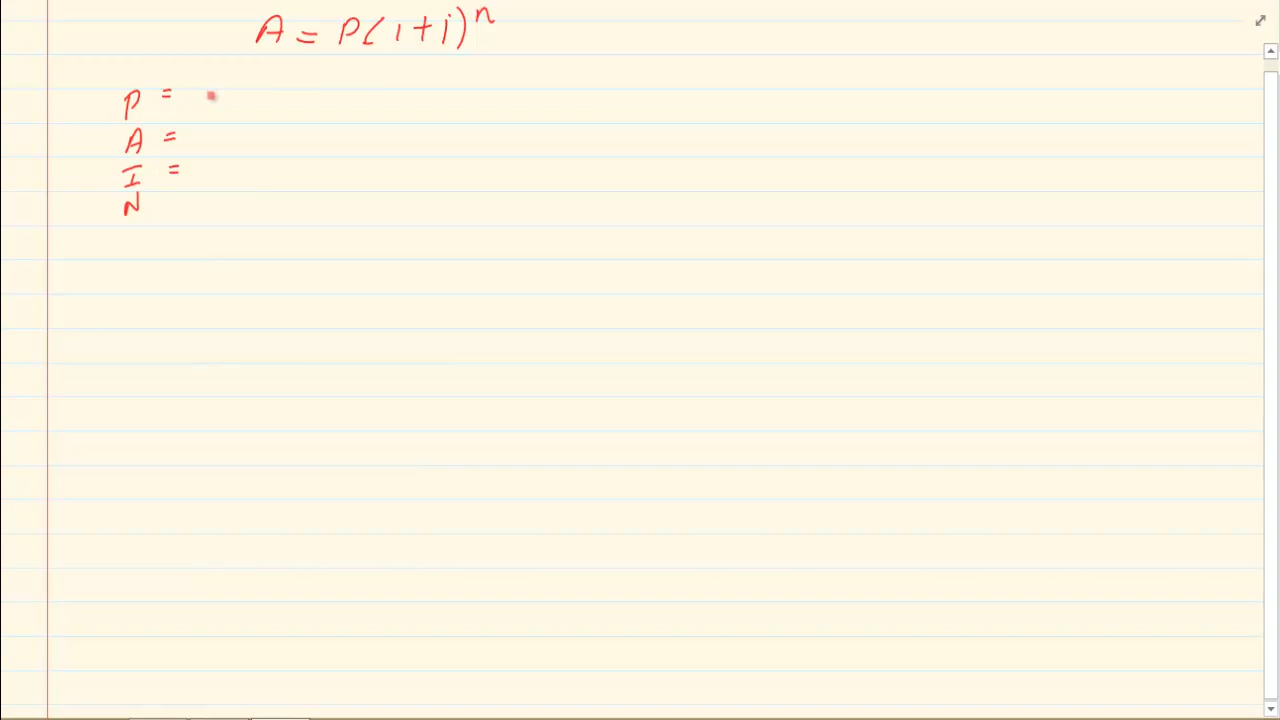 A = P(1+i)^n
P =
A =
I =
N